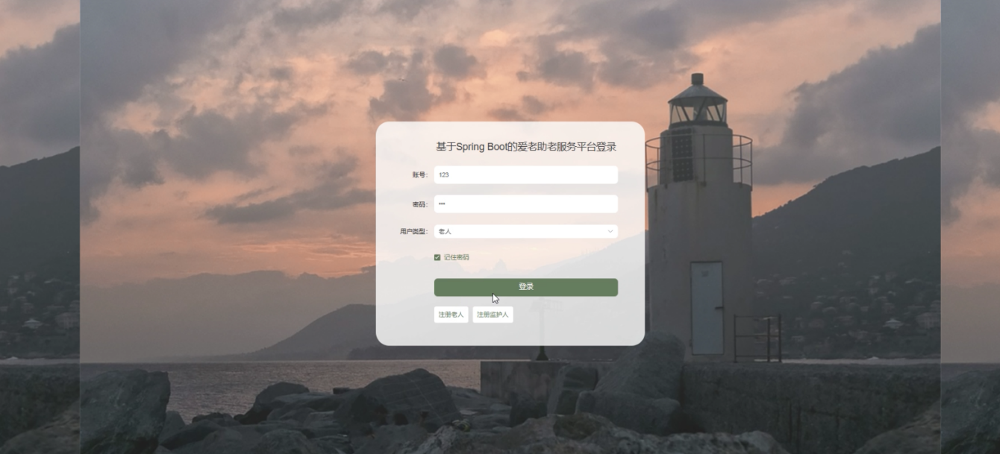 基于Spring Boot的爱老助老服务平台登录
账号： 123
密码： •••
用户类型： 老人
记住密码
登录
注册老人 注册监护人